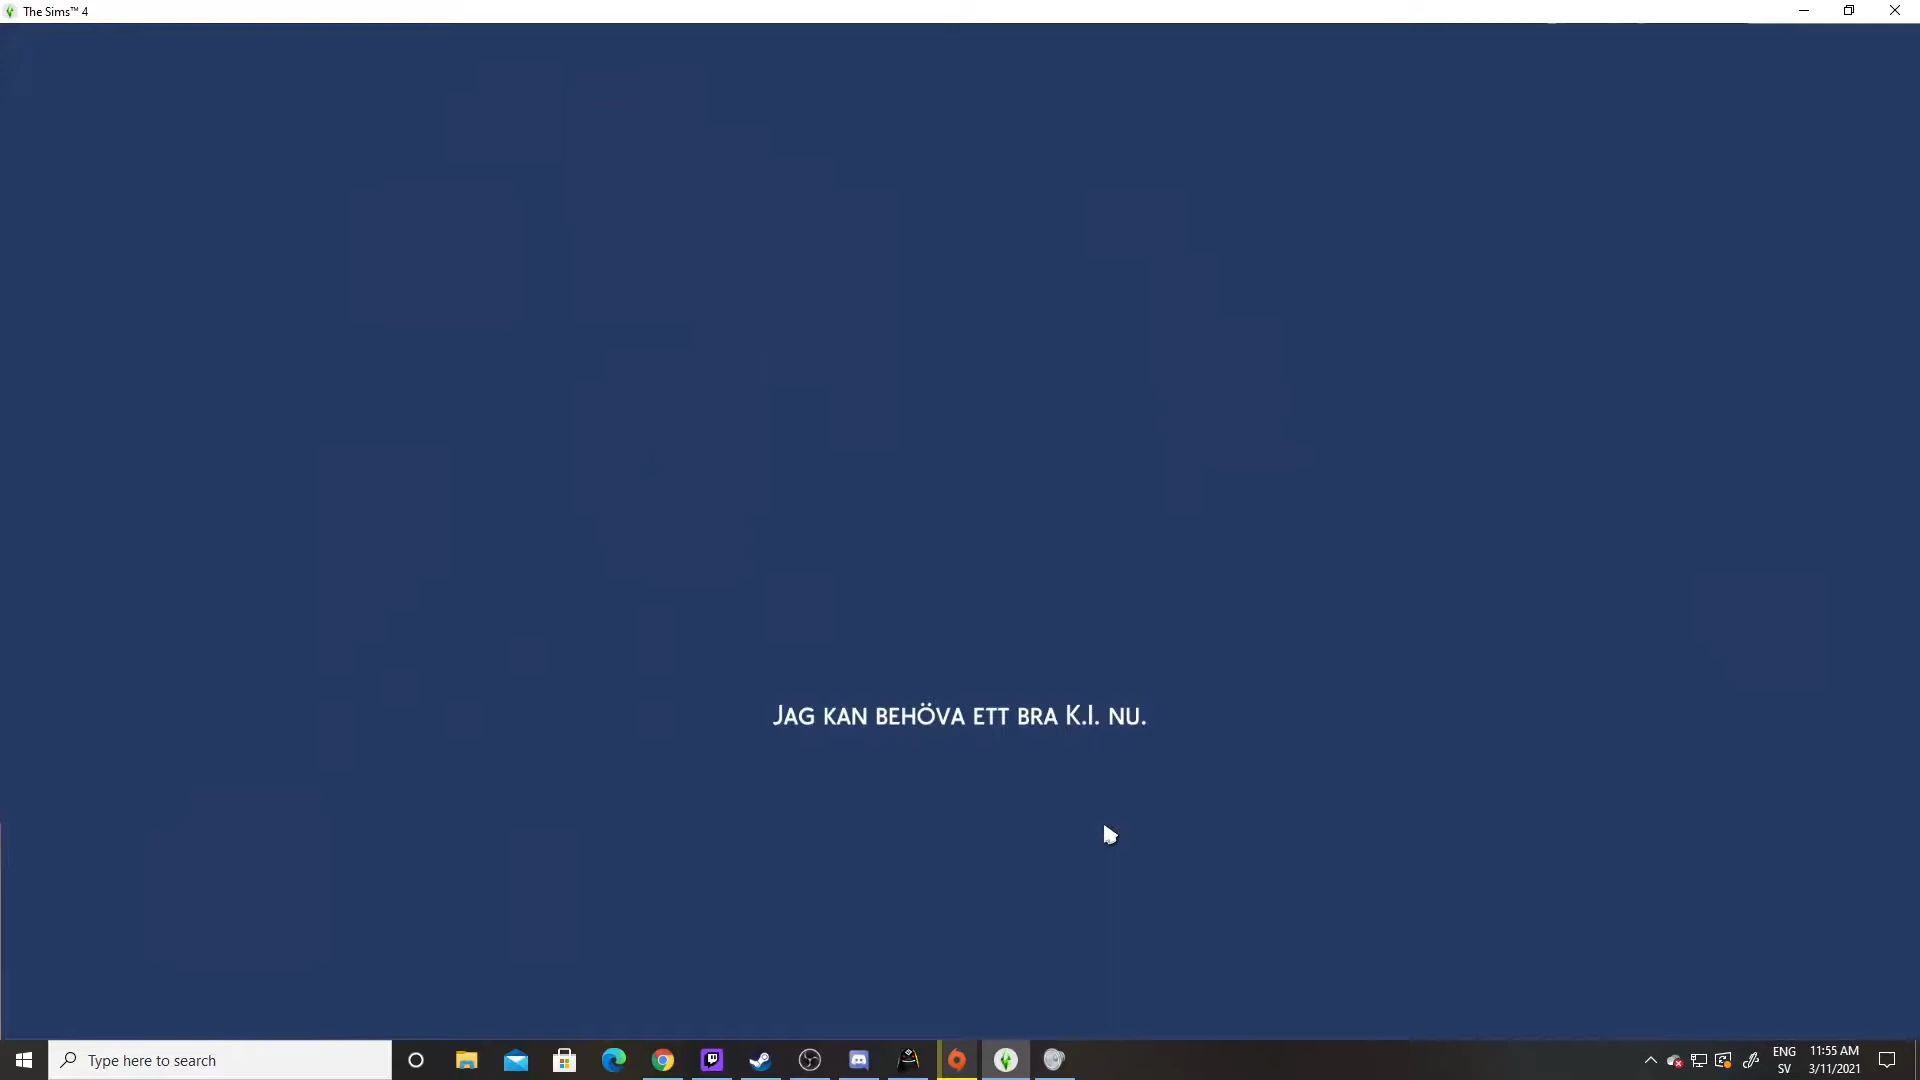 The Sims™ 4
Jag kan behöva ett bra K.I. nu.
Type here to search
ENG
SV
11:55 AM
3/11/2021